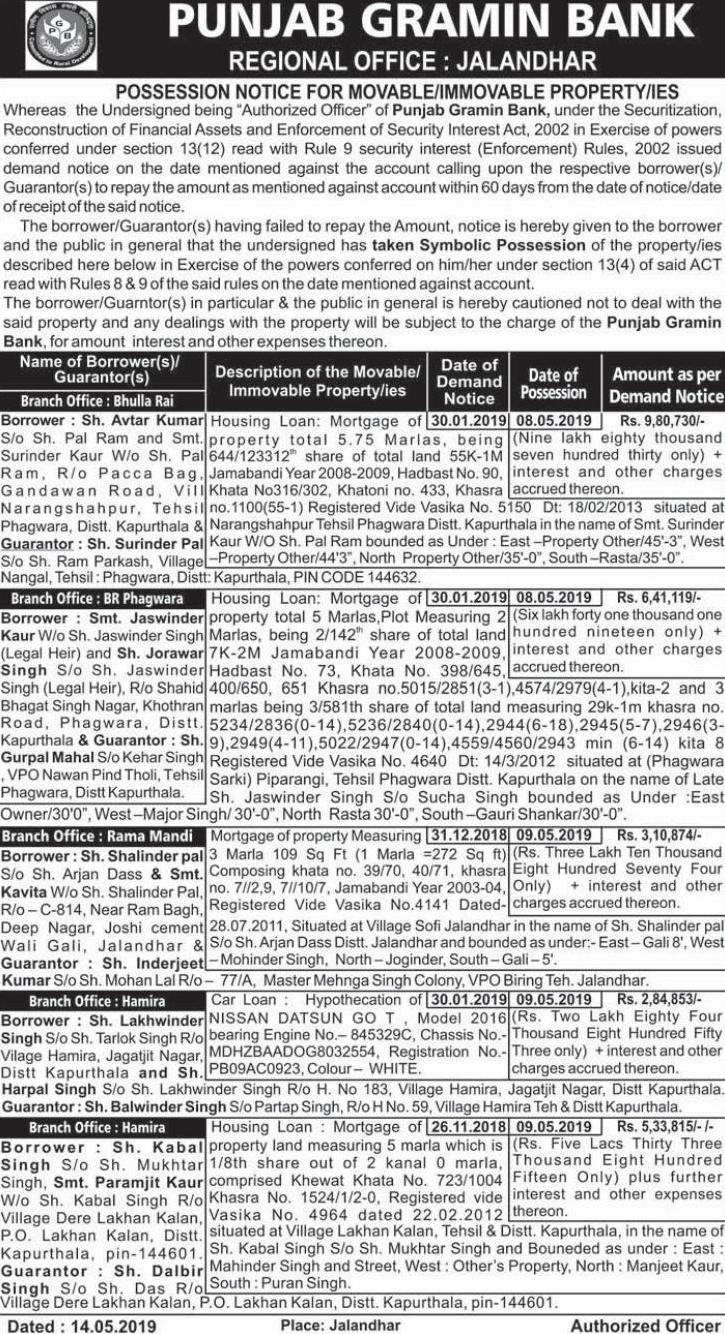 PUNJAB GRAMIN BANK
REGIONAL OFFICE : JALANDHAR
POSSESSION NOTICE FOR MOVABLE/IMMOVABLE PROPERTY/IES
Whereas the Undersigned being "Authorized Officer" of Punjab Gramin Bank, under the Securitization,
Reconstruction of Financial Assets and Enforcement of Security Interest Act, 2002 in Exercise of powers
conferred under section 13(12) read with Rule 9 security interest (Enforcement) Rules, 2002 issued
demand notice on the date mentioned against the account calling upon the respective borrower(s)/
Guarantor(s) to repay the amount as mentioned against account within 60 days from the date of notice/date
of receipt of the said notice.
The borrower/Guarantor(s) having failed to repay the Amount, notice is hereby given to the borrower
and the public in general that the undersigned has taken Symbolic Possession of the property/ies
described here below in Exercise of the powers conferred on him/her under section 13(4) of said ACT
read with Rules 8 & 9 of the said rules on the date mentioned against account.
The borrower/Guarntor(s) in particular & the public in general is hereby cautioned not to deal with the
said property and any dealings with the property will be subject to the charge of the Punjab Gramin
Bank, for amount interest and other expenses thereon.
Name of Borrower(s)/
Guarantor(s)
Description of the Movable/
Immovable Property/ies
Date of
Demand
Notice
Date of
Possession
Amount as per
Demand Notice
Branch Office : Bhulla Rai
Borrower : Sh. Avtar Kumar
S/o Sh. Pal Ram and Smt.
Surinder Kaur W/o Sh. Pal
Ram, R/o Pacca Bag,
Gandawan Road, Vill
Narangshahpur, Tehsil
Phagwara, Distt. Kapurthala &
Guarantor : Sh. Surinder Pal
S/o Sh. Ram Parkash, Village
Nangal, Tehsil : Phagwara, Distt: Kapurthala, PIN CODE 144632.
Housing Loan: Mortgage of
property total 5.75 Marlas, being
644/123312th share of total land 55K-1M
Jamabandi Year 2008-2009, Hadbast No. 90,
Khata No316/302, Khatoni no. 433, Khasra
no.1100(55-1) Registered Vide Vasika No. 5150 Dt: 18/02/2013 situated at
Narangshahpur Tehsil Phagwara Distt. Kapurthala in the name of Smt. Surinder
Kaur W/O Sh. Pal Ram bounded as Under : East –Property Other/45'-3", West
–Property Other/44'3", North Property Other/35'-0", South –Rasta/35'-0".
30.01.2019
08.05.2019
Rs. 9,80,730/-
(Nine lakh eighty thousand
seven hundred thirty only) +
interest and other charges
accrued thereon.
Branch Office : BR Phagwara
Borrower : Smt. Jaswinder
Kaur W/o Sh. Jaswinder Singh
(Legal Heir) and Sh. Jorawar
Singh S/o Sh. Jaswinder
Singh (Legal Heir), R/o Shahid
Bhagat Singh Nagar, Khothran
Road, Phagwara, Distt.
Kapurthala & Guarantor : Sh.
Gurpal Mahal S/o Kehar Singh
, VPO Nawan Pind Tholi, Tehsil
Phagwara, Distt Kapurthala.
Housing Loan: Mortgage of
property total 5 Marlas,Plot Measuring 2
Marlas, being 2/142th share of total land
7K-2M Jamabandi Year 2008-2009,
Hadbast No. 73, Khata No. 398/645,
400/650, 651 Khasra no.5015/2851(3-1),4574/2979(4-1),kita-2 and 3
marlas being 3/581th share of total land measuring 29k-1m khasra no.
5234/2836(0-14),5236/2840(0-14),2944(6-18),2945(5-7),2946(3-
9),2949(4-11),5022/2947(0-14),4559/4560/2943 min (6-14) kita 8
Registered Vide Vasika No. 4640 Dt: 14/3/2012 situated at (Phagwara
Sarki) Piparangi, Tehsil Phagwara Distt. Kapurthala on the name of Late
Sh. Jaswinder Singh S/o Sucha Singh bounded as Under :East
Owner/30'0", West –Major Singh/ 30'-0", North Rasta 30'-0", South –Gauri Shankar/30'-0".
30.01.2019
08.05.2019
Rs. 6,41,119/-
(Six lakh forty one thousand one
hundred nineteen only) +
interest and other charges
accrued thereon.
Branch Office : Rama Mandi
Borrower : Sh. Shalinder pal
S/o Sh. Arjan Dass & Smt.
Kavita W/o Sh. Shalinder Pal,
R/o – C-814, Near Ram Bagh,
Deep Nagar, Joshi cement
Wali Gali, Jalandhar &
Guarantor : Sh. Inderjeet
Kumar S/o Sh. Mohan Lal R/o – 77/A, Master Mehnga Singh Colony, VPO Biring Teh. Jalandhar.
Mortgage of property Measuring
3 Marla 109 Sq Ft (1 Marla =272 Sq ft)
Composing khata no. 39/70, 40/71, khasra
no. 7//2,9, 7//10/7, Jamabandi Year 2003-04,
Registered Vide Vasika No.4141 Dated-
28.07.2011, Situated at Village Sofi Jalandhar in the name of Sh. Shalinder pal
S/o Sh. Arjan Dass Distt. Jalandhar and bounded as under:- East – Gali 8', West
– Mohinder Singh, North – Joginder, South – Gali – 5'.
31.12.2018
09.05.2019
Rs. 3,10,874/-
(Rs. Three Lakh Ten Thousand
Eight Hundred Seventy Four
Only) + interest and other
charges accrued thereon.
Branch Office : Hamira
Borrower : Sh. Lakhwinder
Singh S/o Sh. Tarlok Singh R/o
Vilage Hamira, Jagatjit Nagar,
Distt Kapurthala and Sh.
Harpal Singh S/o Sh. Lakhwinder Singh R/o H. No 183, Village Hamira, Jagatjit Nagar, Distt Kapurthala.
Guarantor : Sh. Balwinder Singh S/o Partap Singh, R/o H No. 59, Village Hamira Teh & Distt Kapurthala.
Car Loan : Hypothecation of
NISSAN DATSUN GO T , Model 2016
bearing Engine No.– 845329C, Chassis No.-
MDHZBAADOG8032554, Registration No.-
PB09AC0923, Colour – WHITE.
30.01.2019
09.05.2019
Rs. 2,84,853/-
(Rs. Two Lakh Eighty Four
Thousand Eight Hundred Fifty
Three only) + interest and other
charges accrued thereon.
Branch Office : Hamira
Borrower : Sh. Kabal
Singh S/o Sh. Mukhtar
Singh, Smt. Paramjit Kaur
W/o Sh. Kabal Singh R/o
Village Dere Lakhan Kalan,
P.O. Lakhan Kalan, Distt.
Kapurthala, pin-144601.
Guarantor : Sh. Dalbir
Singh S/o Sh. Das R/o
Village Dere Lakhan Kalan, P.O. Lakhan Kalan, Distt. Kapurthala, pin-144601.
Housing Loan : Mortgage of
property land measuring 5 marla which is
1/8th share out of 2 kanal 0 marla,
comprised Khewat Khata No. 723/1004
Khasra No. 1524/1/2-0, Registered vide
Vasika No. 4964 dated 22.02.2012
situated at Village Lakhan Kalan, Tehsil & Distt. Kapurthala, in the name of
Sh. Kabal Singh S/o Sh. Mukhtar Singh and Bouneded as under : East :
Mahinder Singh and Street, West : Other's Property, North : Manjeet Kaur,
South : Puran Singh.
26.11.2018
09.05.2019
Rs. 5,33,815/- /-
(Rs. Five Lacs Thirty Three
Thousand Eight Hundred
Fifteen Only) plus further
interest and other expenses
thereon.
Dated : 14.05.2019
Place: Jalandhar
Authorized Officer